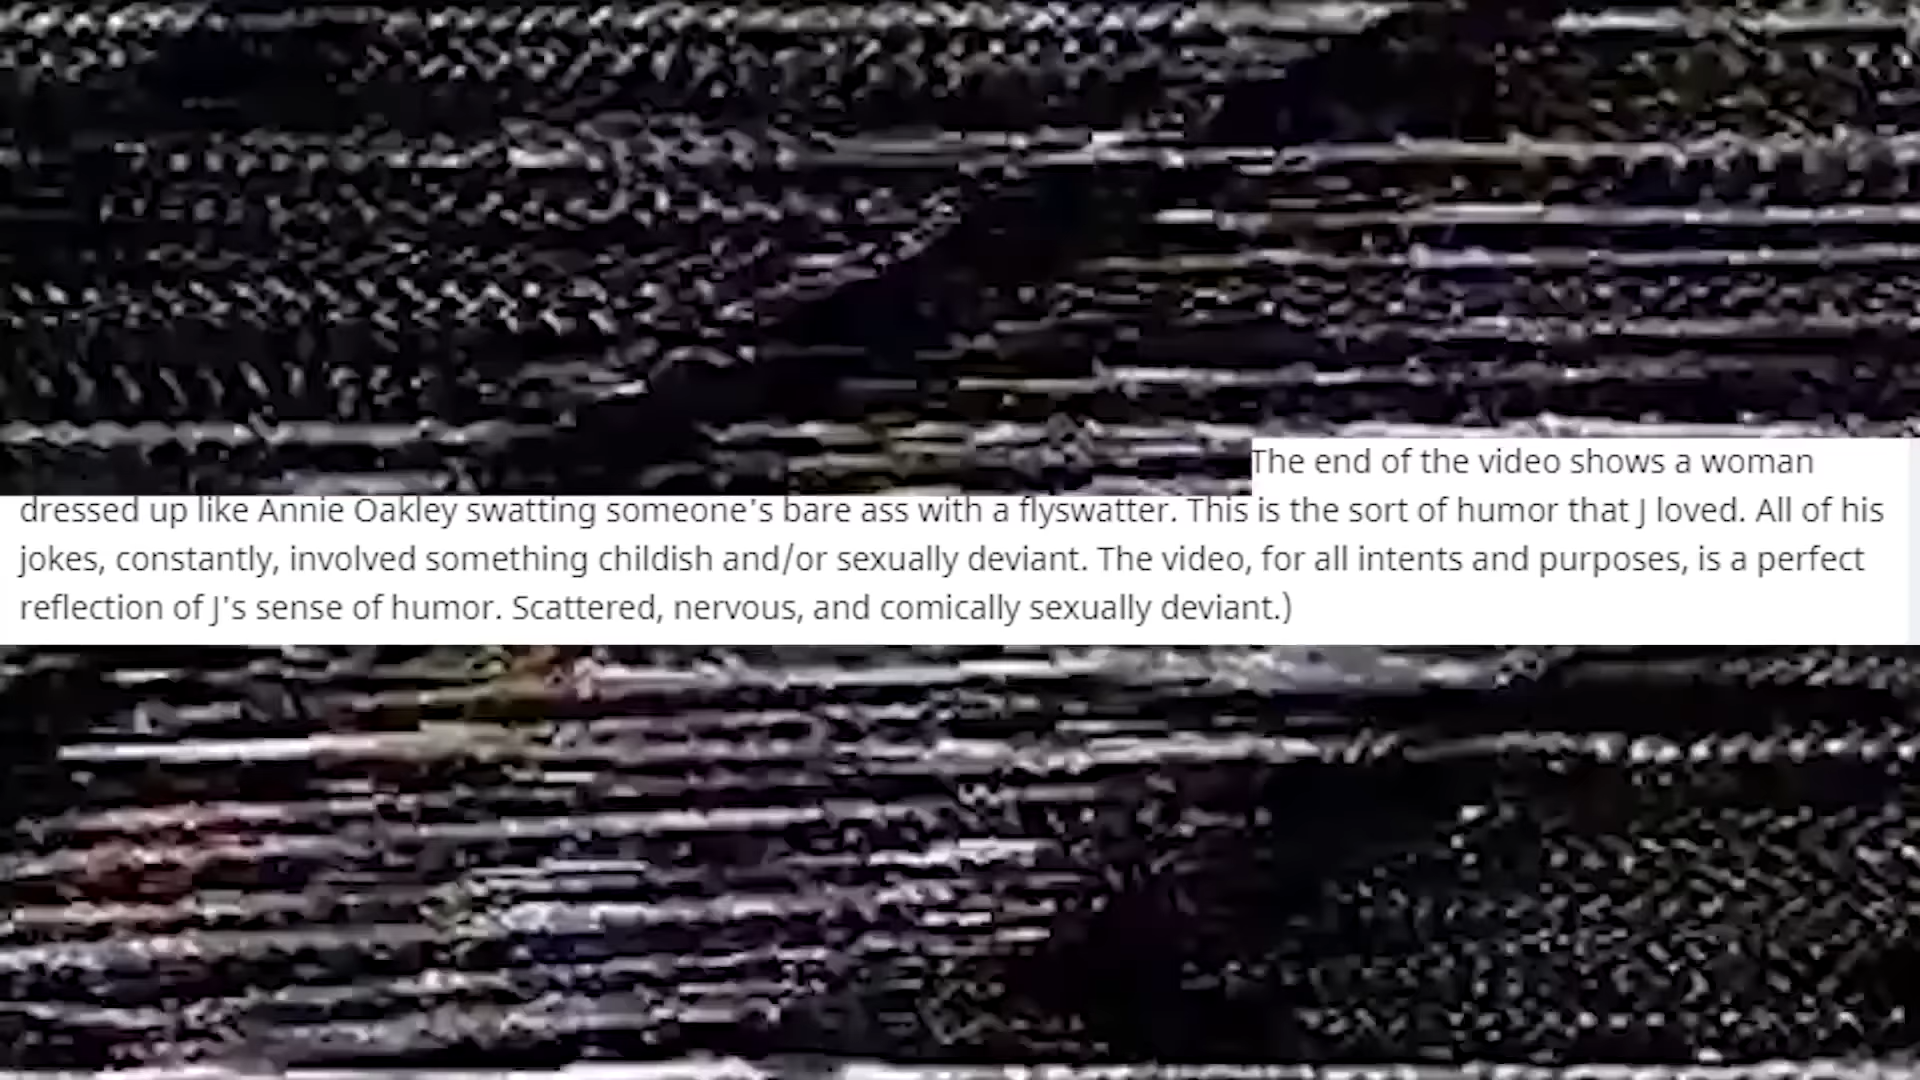 The end of the video shows a woman
dressed up like Annie Oakley swatting someone's bare ass with a flyswatter. This is the sort of humor that J loved. All of his
jokes, constantly, involved something childish and/or sexually deviant. The video, for all intents and purposes, is a perfect
reflection of J's sense of humor. Scattered, nervous, and comically sexually deviant.)